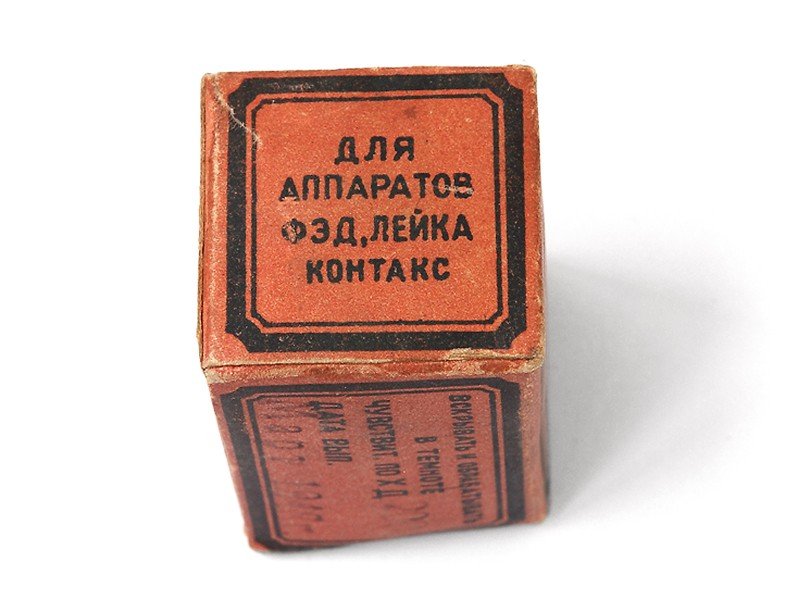 ДЛЯ
АППАРАТОВ
ФЭД, ЛЕЙКА
КОНТАКС
ВСКРЫВАТЬ И ОБРАБАТЫВАТЬ
В ТЕМНОТЕ
ЧУВСТВИТ. ПО Х Д
ДАТА ВЫП.